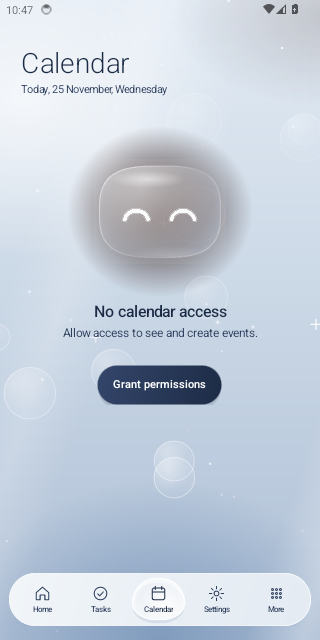 10:47
Calendar
Today, 25 November, Wednesday
No calendar access
Allow access to see and create events.
Grant permissions
Home
Tasks
Calendar
Settings
More